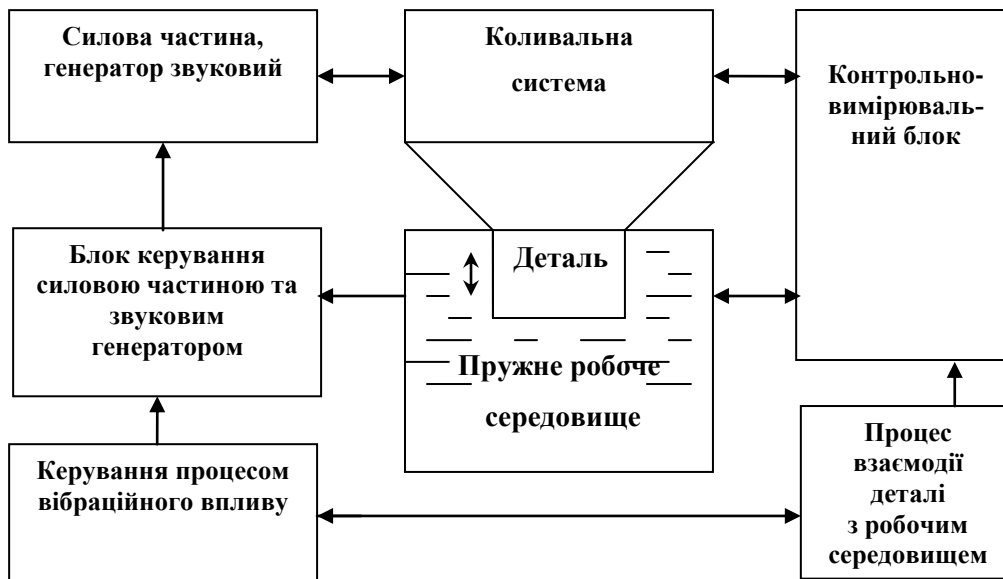 Силова частина,
генератор звуковий
Коливальна
система
Контрольно-
вимірюваль-
ний блок
Блок керування
силовою частиною та
звуковим
генератором
Деталь
Пружне робоче
середовище
Керування процесом
вібраційного впливу
Процес
взаємодії
деталі
з робочим
середовищем